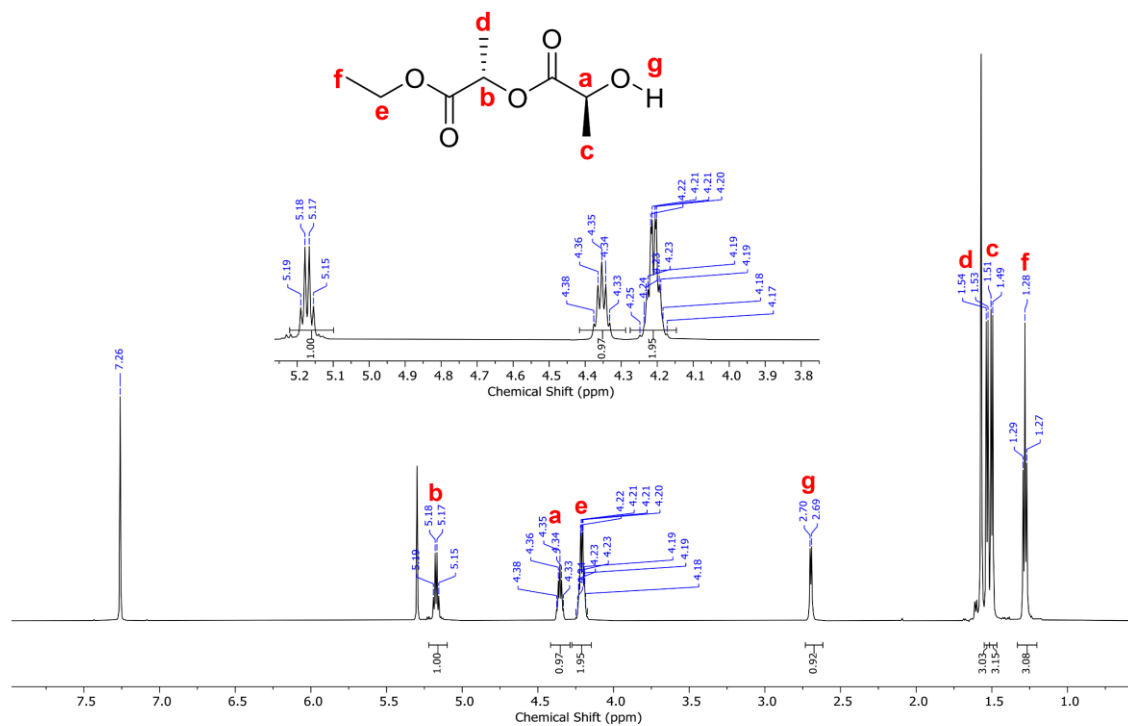 d
O
a
g
O
H
f
O
e
b
O
O
c
5.19
5.18
5.17
5.15
4.38
4.36
4.35
4.34
4.33
4.25
4.24
4.23
4.23
4.22
4.21
4.21
4.20
4.19
4.19
4.18
4.17
1.00
0.97
1.95
5.2 5.1 5.0 4.9 4.8 4.7 4.6 4.5 4.4 4.3 4.2 4.1 4.0 3.9 3.8
Chemical Shift (ppm)
7.26
b
5.19
5.18
5.17
5.15
a
4.38
4.36
4.35
4.34
4.33
e
4.23
4.23
4.22
4.21
4.21
4.20
4.19
4.19
4.18
g
2.70
2.69
d
1.54
1.53
c
1.51
1.49
f
1.29
1.28
1.27
1.00
0.97
1.95
0.92
3.03
3.15
3.08
7.5 7.0 6.5 6.0 5.5 5.0 4.5 4.0 3.5 3.0 2.5 2.0 1.5 1.0
Chemical Shift (ppm)